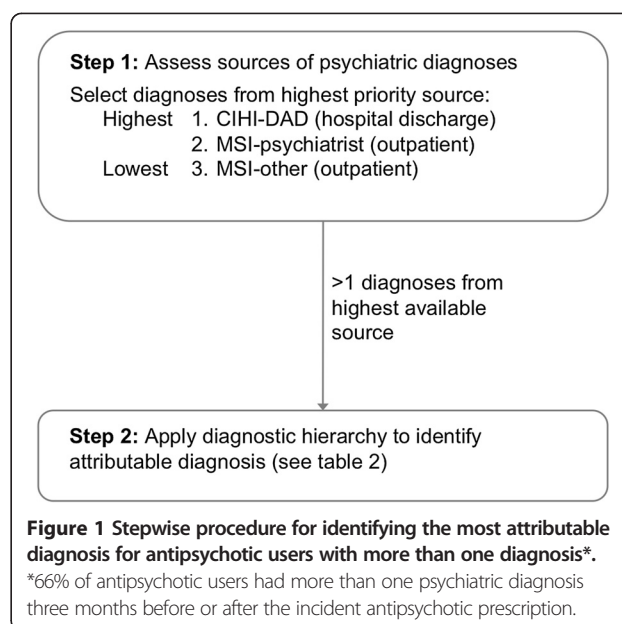 Step 1: Assess sources of psychiatric diagnoses
Select diagnoses from highest priority source:
Highest 1. CIHI-DAD (hospital discharge)
2. MSI-psychiatrist (outpatient)
Lowest 3. MSI-other (outpatient)
>1 diagnoses from
highest available
source
Step 2: Apply diagnostic hierarchy to identify
attributable diagnosis (see table 2)
Figure 1 Stepwise procedure for identifying the most attributable
diagnosis for antipsychotic users with more than one diagnosis*.
*66% of antipsychotic users had more than one psychiatric diagnosis
three months before or after the incident antipsychotic prescription.